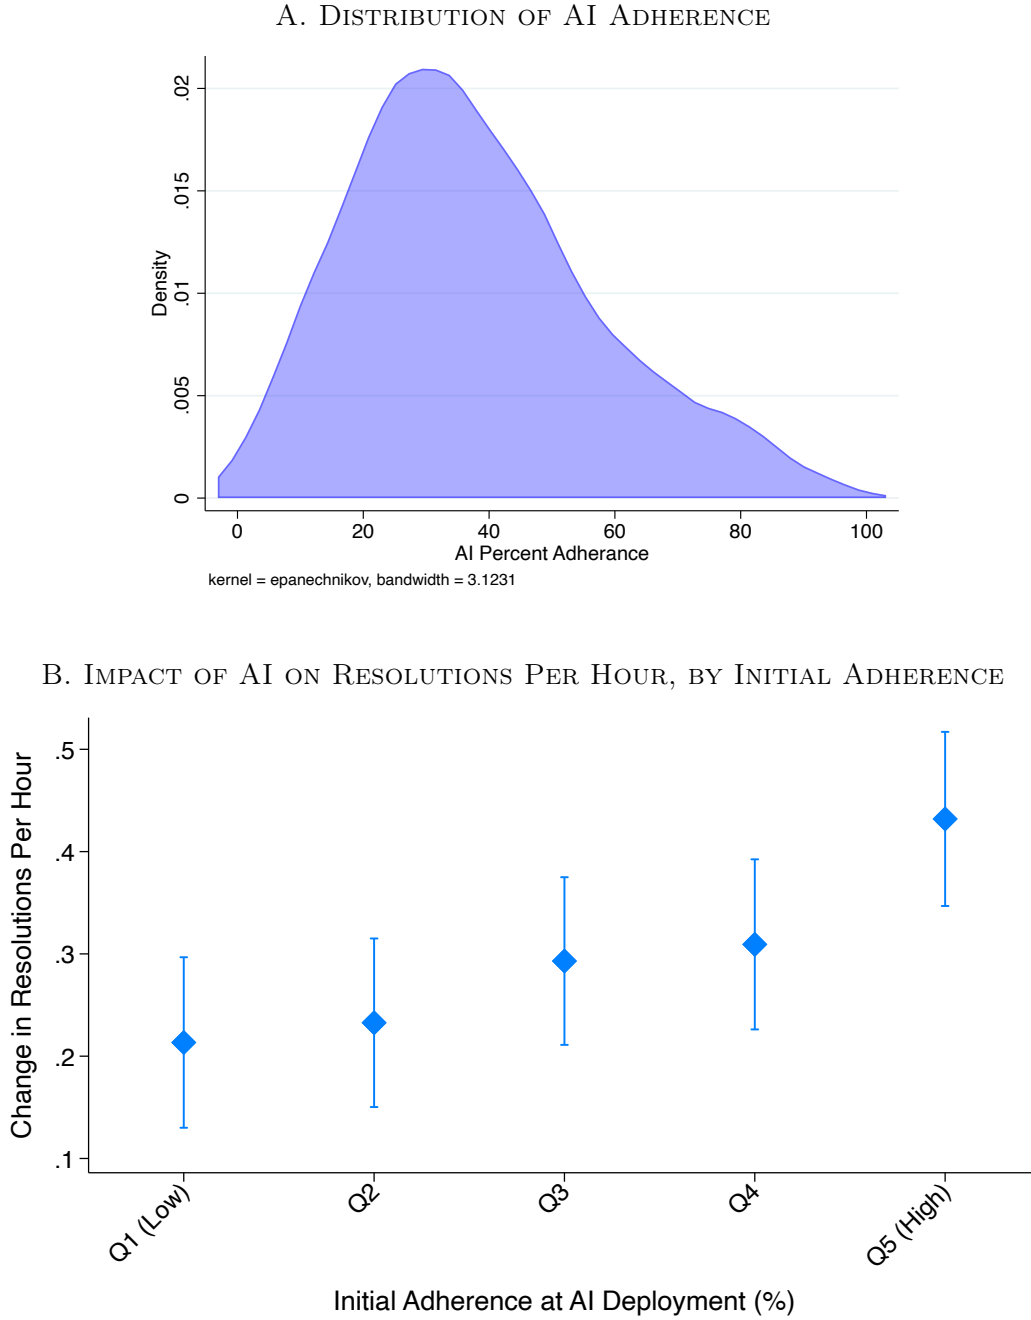 A. Distribution of AI Adherence
.02
.015
.01
.005
0
Density
0 20 40 60 80 100
AI Percent Adherance
kernel = epanechnikov, bandwidth = 3.1231
B. Impact of AI on Resolutions Per Hour, by Initial Adherence
.5
.4
.3
.2
.1
Change in Resolutions Per Hour
Q1 (Low) Q2 Q3 Q4 Q5 (High)
Initial Adherence at AI Deployment (%)